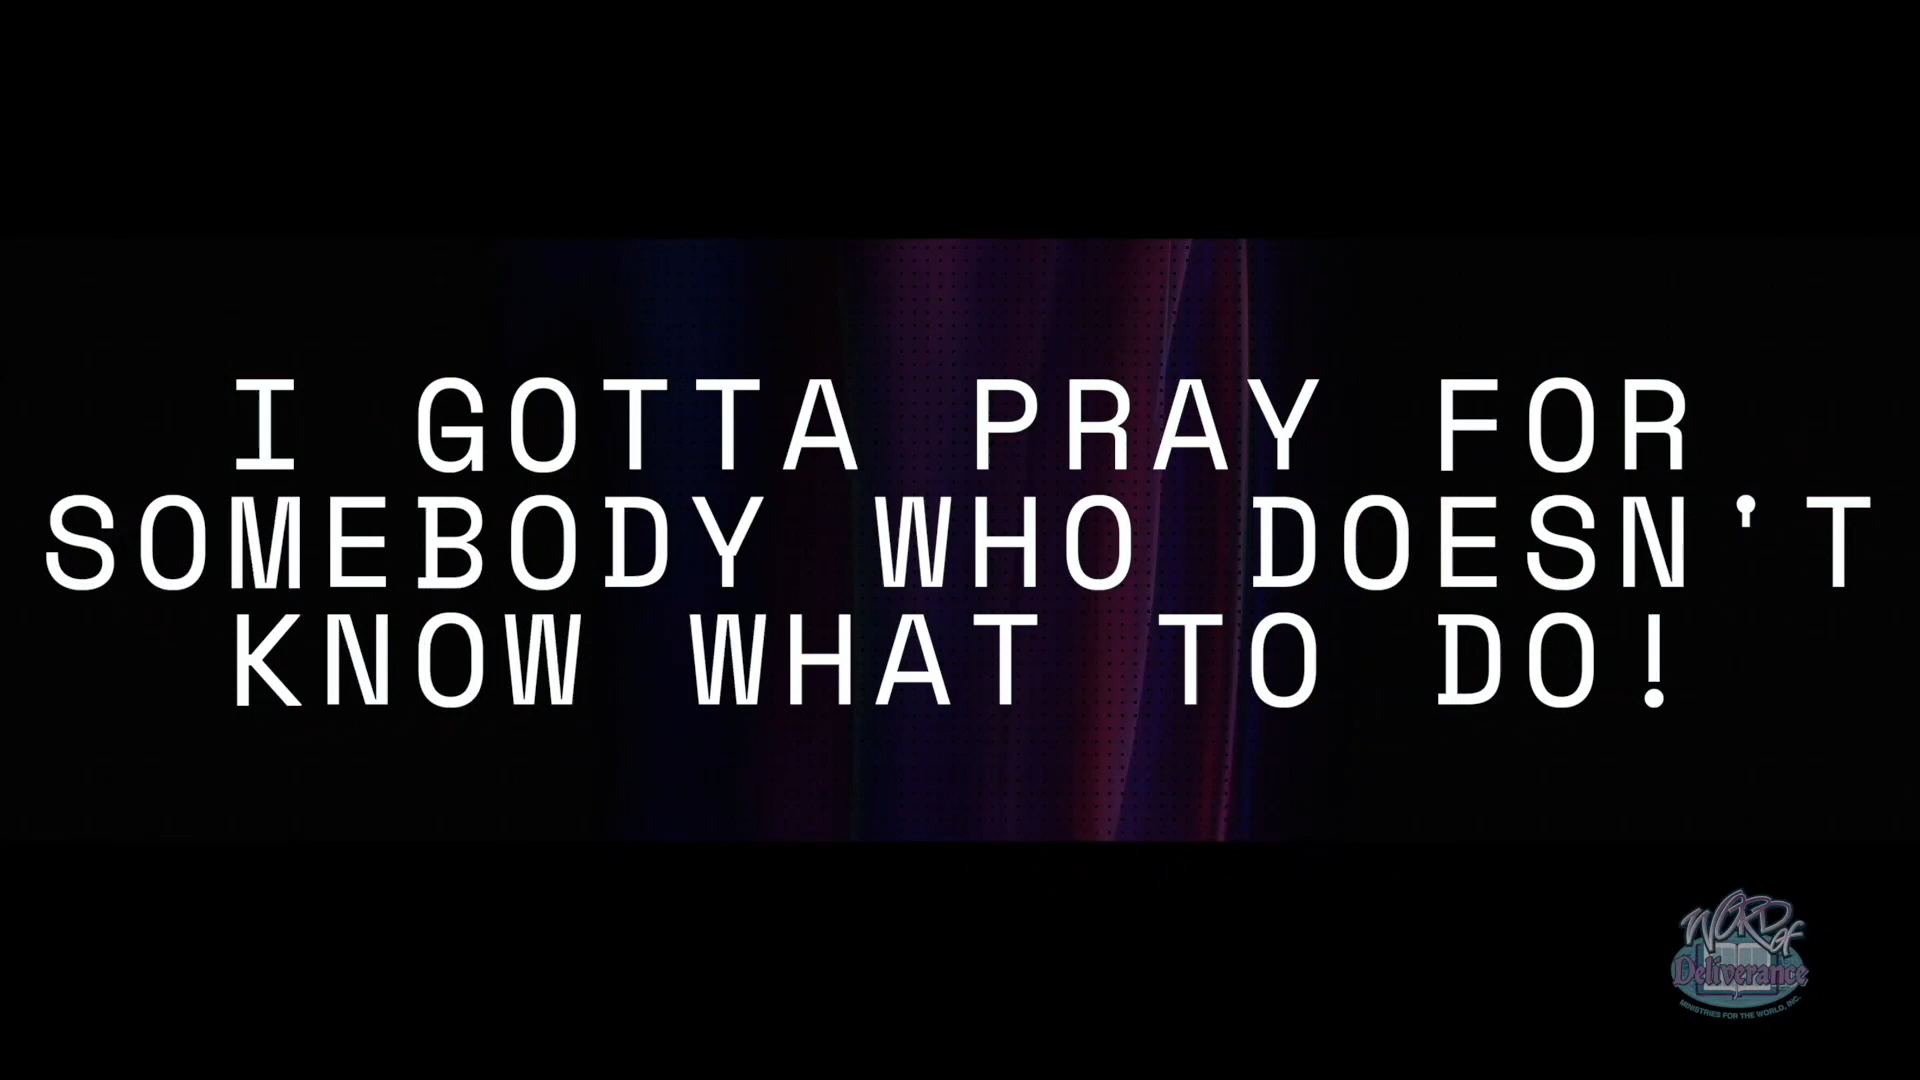 I GOTTA PRAY FOR
SOMEBODY WHO DOESN'T
KNOW WHAT TO DO!
WORD of
Deliverance
MINISTRIES FOR THE WORLD, INC.